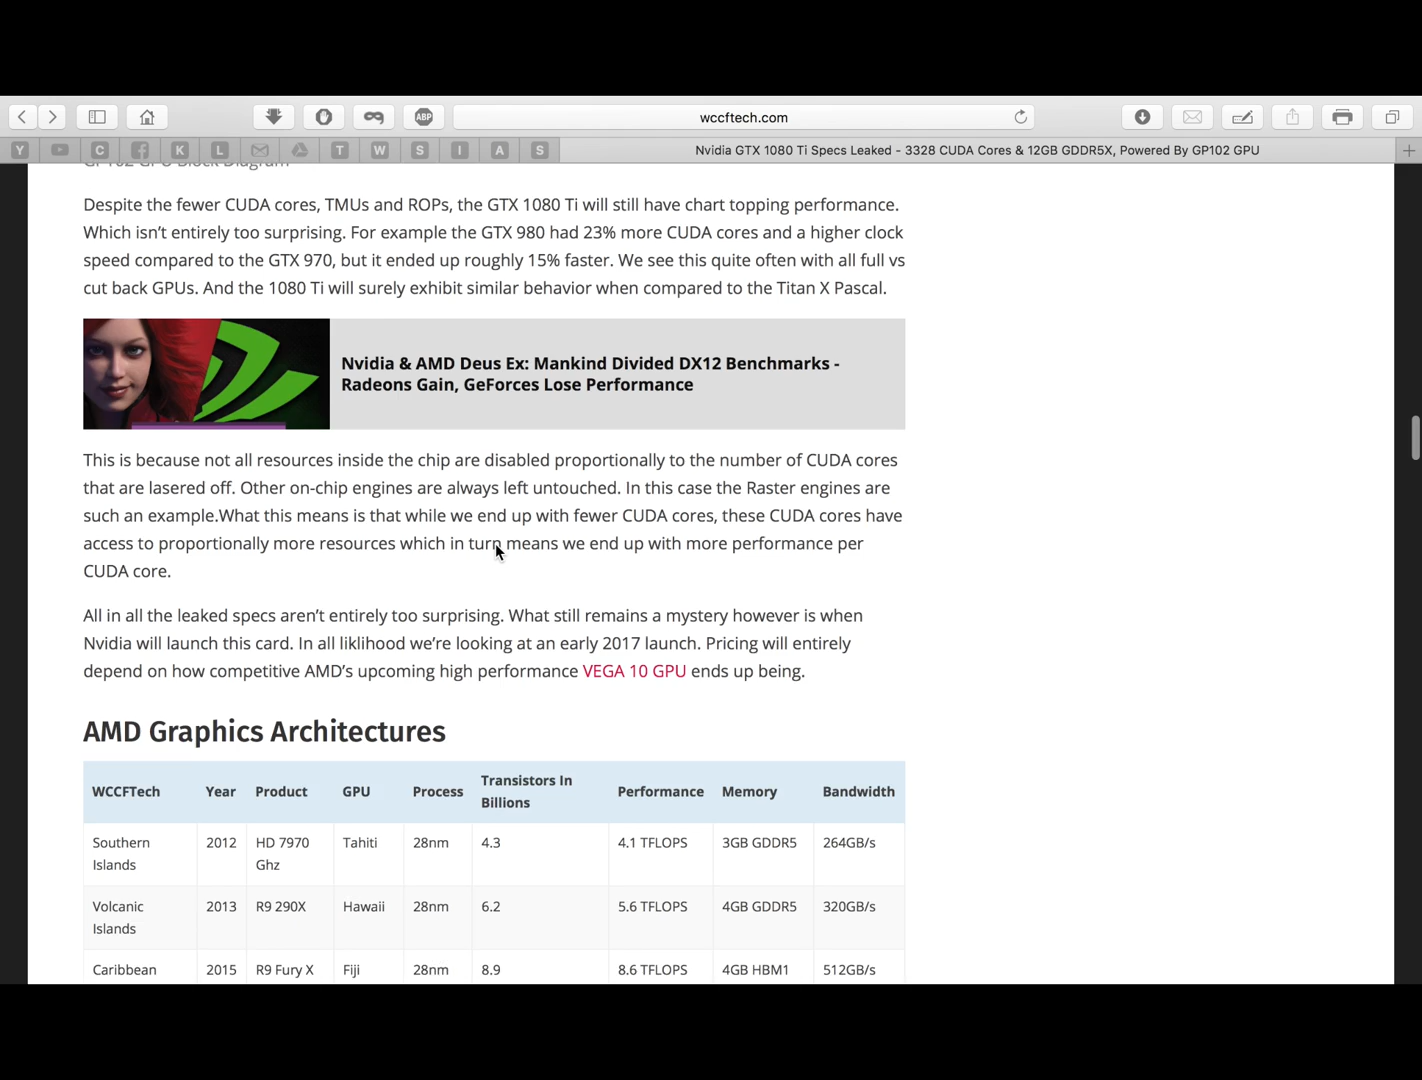 wccftech.com
ABP
Y C K L T W S I A S
Nvidia GTX 1080 Ti Specs Leaked - 3328 CUDA Cores & 12GB GDDR5X, Powered By GP102 GPU
GP102 GPU Block Diagram
Despite the fewer CUDA cores, TMUs and ROPs, the GTX 1080 Ti will still have chart topping performance.
Which isn’t entirely too surprising. For example the GTX 980 had 23% more CUDA cores and a higher clock
speed compared to the GTX 970, but it ended up roughly 15% faster. We see this quite often with all full vs
cut back GPUs. And the 1080 Ti will surely exhibit similar behavior when compared to the Titan X Pascal.
Nvidia & AMD Deus Ex: Mankind Divided DX12 Benchmarks -
Radeons Gain, GeForces Lose Performance
This is because not all resources inside the chip are disabled proportionally to the number of CUDA cores
that are lasered off. Other on-chip engines are always left untouched. In this case the Raster engines are
such an example.What this means is that while we end up with fewer CUDA cores, these CUDA cores have
access to proportionally more resources which in turn means we end up with more performance per
CUDA core.
All in all the leaked specs aren’t entirely too surprising. What still remains a mystery however is when
Nvidia will launch this card. In all liklihood we’re looking at an early 2017 launch. Pricing will entirely
depend on how competitive AMD’s upcoming high performance VEGA 10 GPU ends up being.
AMD Graphics Architectures
WCCFTech Year Product GPU Process Transistors In Billions Performance Memory Bandwidth
Southern Islands 2012 HD 7970 Ghz Tahiti 28nm 4.3 4.1 TFLOPS 3GB GDDR5 264GB/s
Volcanic Islands 2013 R9 290X Hawaii 28nm 6.2 5.6 TFLOPS 4GB GDDR5 320GB/s
Caribbean 2015 R9 Fury X Fiji 28nm 8.9 8.6 TFLOPS 4GB HBM1 512GB/s